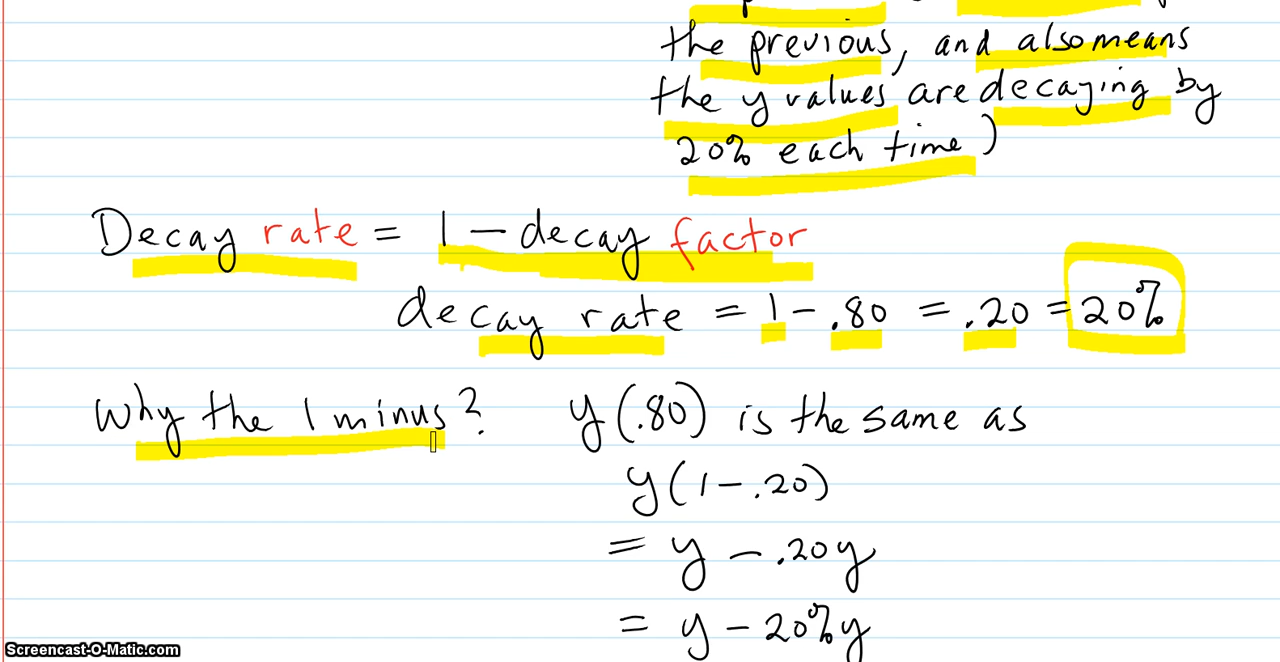 the previous, and also means
the y values are decaying by
20% each time)
Decay rate = 1 - decay factor
decay rate = 1 - .80 = .20 = 20%
Why the 1 minus? y(.80) is the same as
y(1-.20)
= y - .20y
= y - 20%y
Screencast-O-Matic.com